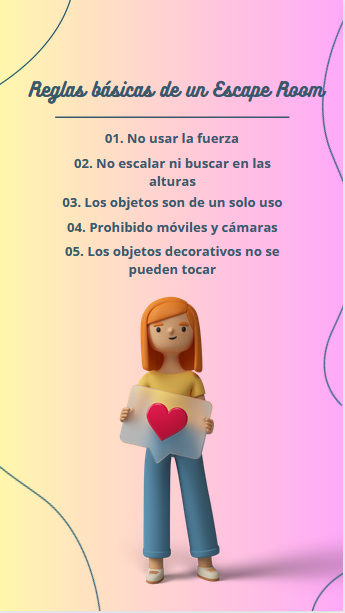 Reglas básicas de un Escape Room
01. No usar la fuerza
02. No escalar ni buscar en las
alturas
03. Los objetos son de un solo uso
04. Prohibido móviles y cámaras
05. Los objetos decorativos no se
pueden tocar